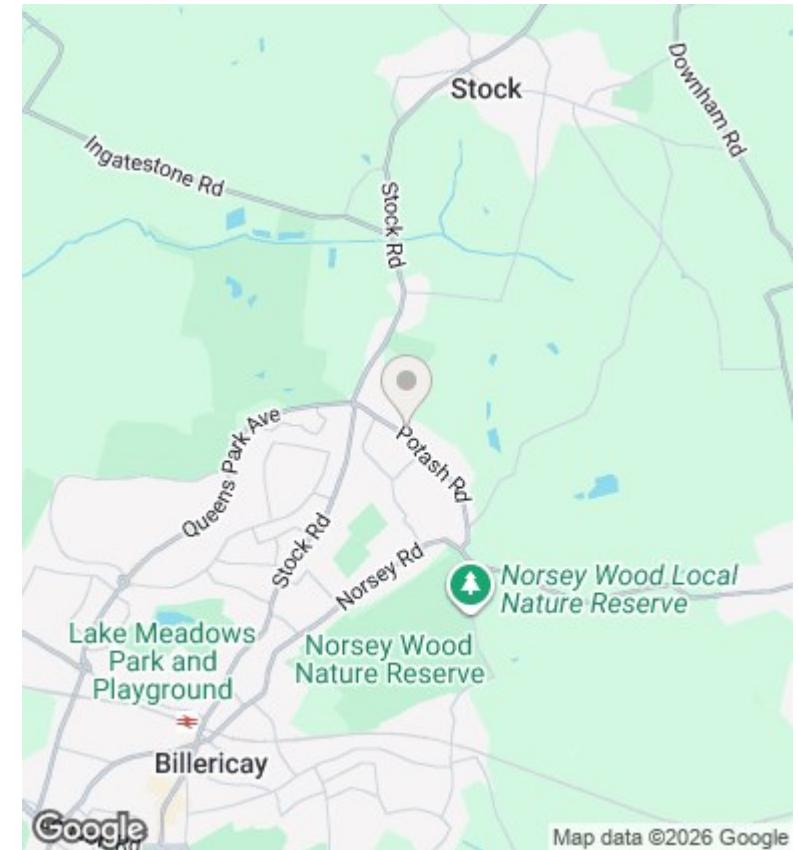 Stock
Downham Rd
Ingatestone Rd
Stock Rd
Queens Park Ave
Potash Rd
Stock Rd
Norsey Rd
Norsey Wood Local
Nature Reserve
Lake Meadows
Park and
Playground
Norsey Wood
Nature Reserve
Billericay
Rd
Google
Map data ©2026 Google